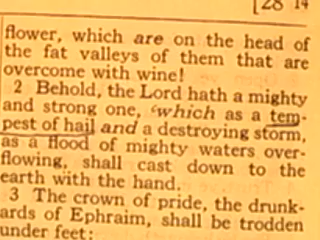 [28 14
flower, which are on the head of
the fat valleys of them that are
overcome with wine!
2 Behold, the Lord hath a mighty
and strong one, ‘which as a tem-
pest of hail and a destroying storm,
as a flood of mighty waters over-
flowing, shall cast down to the
earth with the hand.
3 The crown of pride, the drunk-
ards of Ephraim, shall be trodden
under feet: